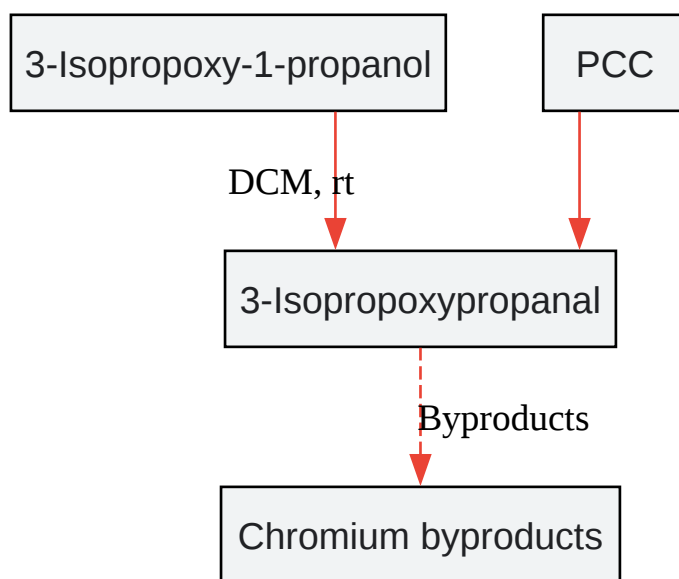 3-Isopropoxy-1-propanol
PCC
DCM, rt
3-Isopropoxypropanal
Byproducts
Chromium byproducts